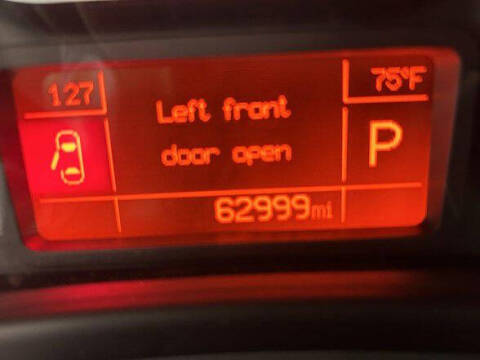 127
75°F
Left front
door open
P
62999mi